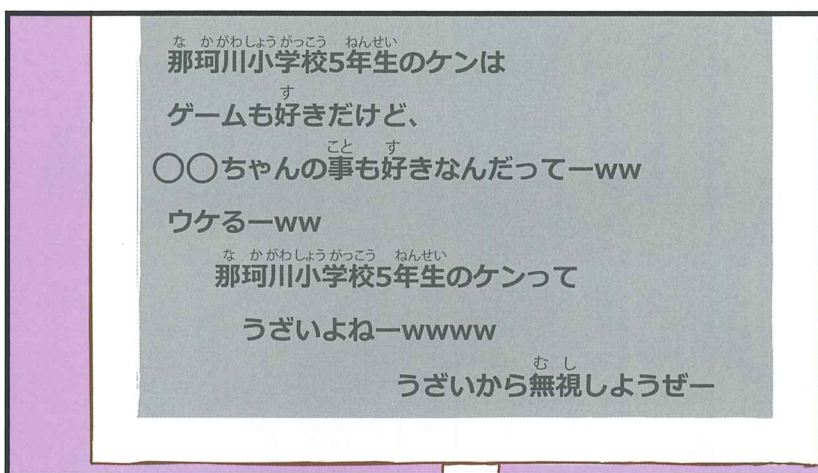 那珂川小学校5年生のケンは
ゲームも好きだけど、
〇〇ちゃんの事も好きなんだってーww
ウケるーww
那珂川小学校5年生のケンって
うざいよねーwwww
うざいから無視しようぜー